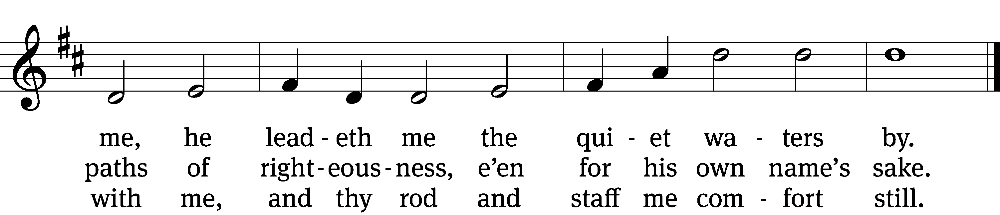 me, he lead - eth me the qui - et wa - ters by.
paths of right - eous - ness, e’en for his own name’s sake.
with me, and thy rod and staff me com - fort still.